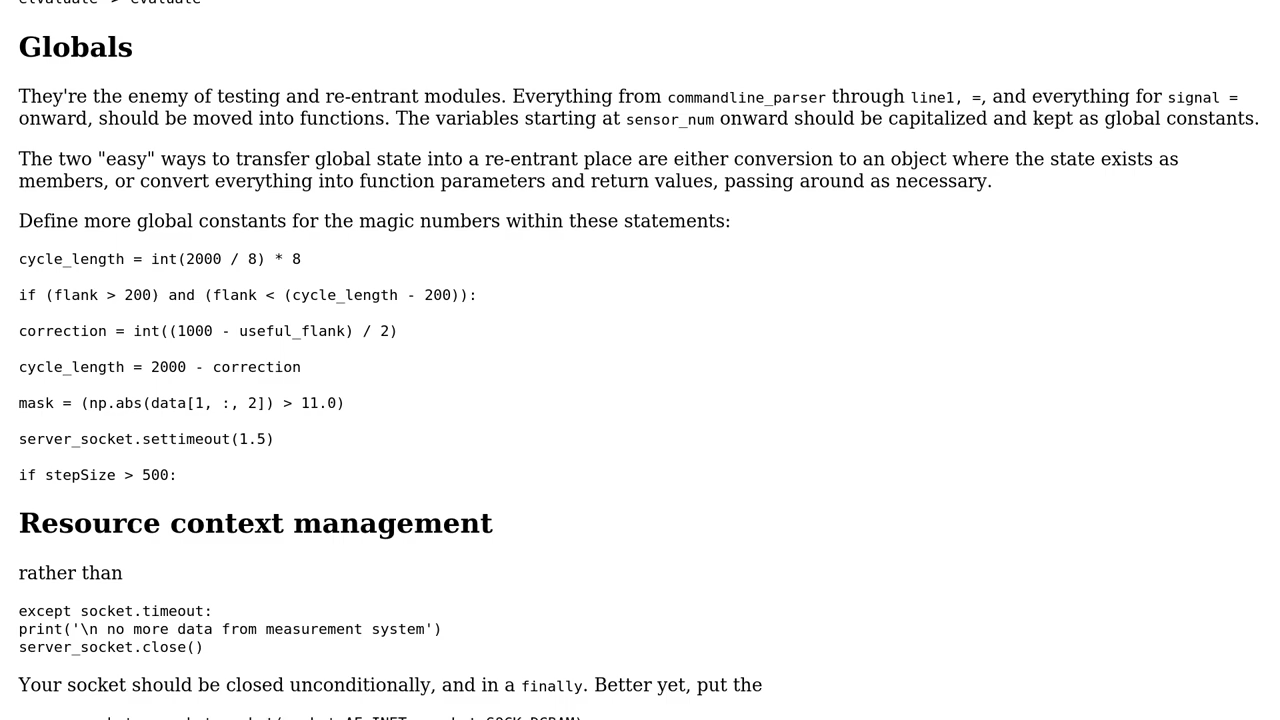 elvaluate -> evaluate
Globals
They're the enemy of testing and re-entrant modules. Everything from commandline_parser through line1, =, and everything for signal =
onward, should be moved into functions. The variables starting at sensor_num onward should be capitalized and kept as global constants.
The two "easy" ways to transfer global state into a re-entrant place are either conversion to an object where the state exists as
members, or convert everything into function parameters and return values, passing around as necessary.
Define more global constants for the magic numbers within these statements:
cycle_length = int(2000 / 8) * 8
if (flank > 200) and (flank < (cycle_length - 200)):
correction = int((1000 - useful_flank) / 2)
cycle_length = 2000 - correction
mask = (np.abs(data[1, :, 2]) > 11.0)
server_socket.settimeout(1.5)
if stepSize > 500:
Resource context management
rather than
except socket.timeout:
print('\n no more data from measurement system')
server_socket.close()
Your socket should be closed unconditionally, and in a finally. Better yet, put the